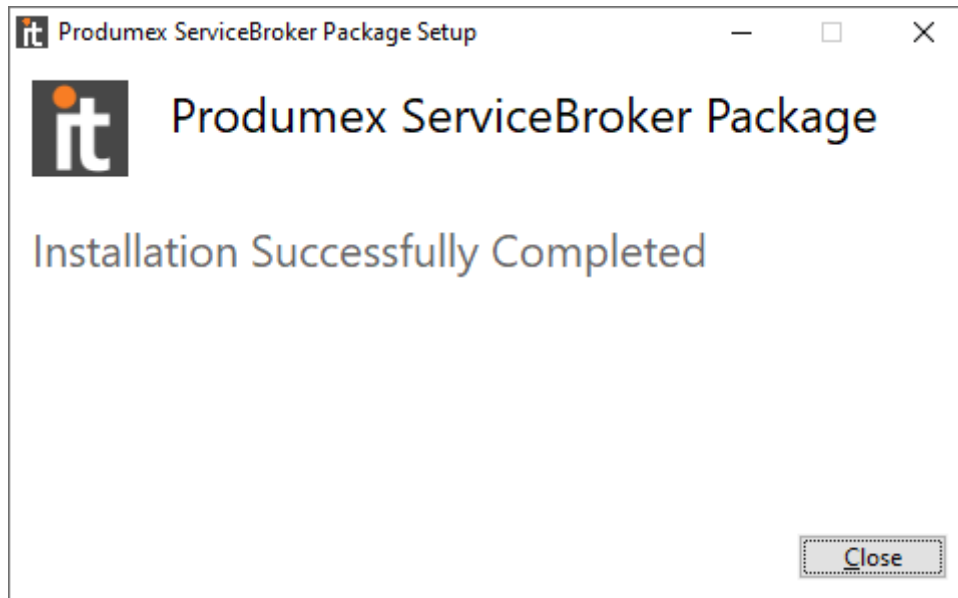 it Produmex ServiceBroker Package Setup
it Produmex ServiceBroker Package
Installation Successfully Completed
Close